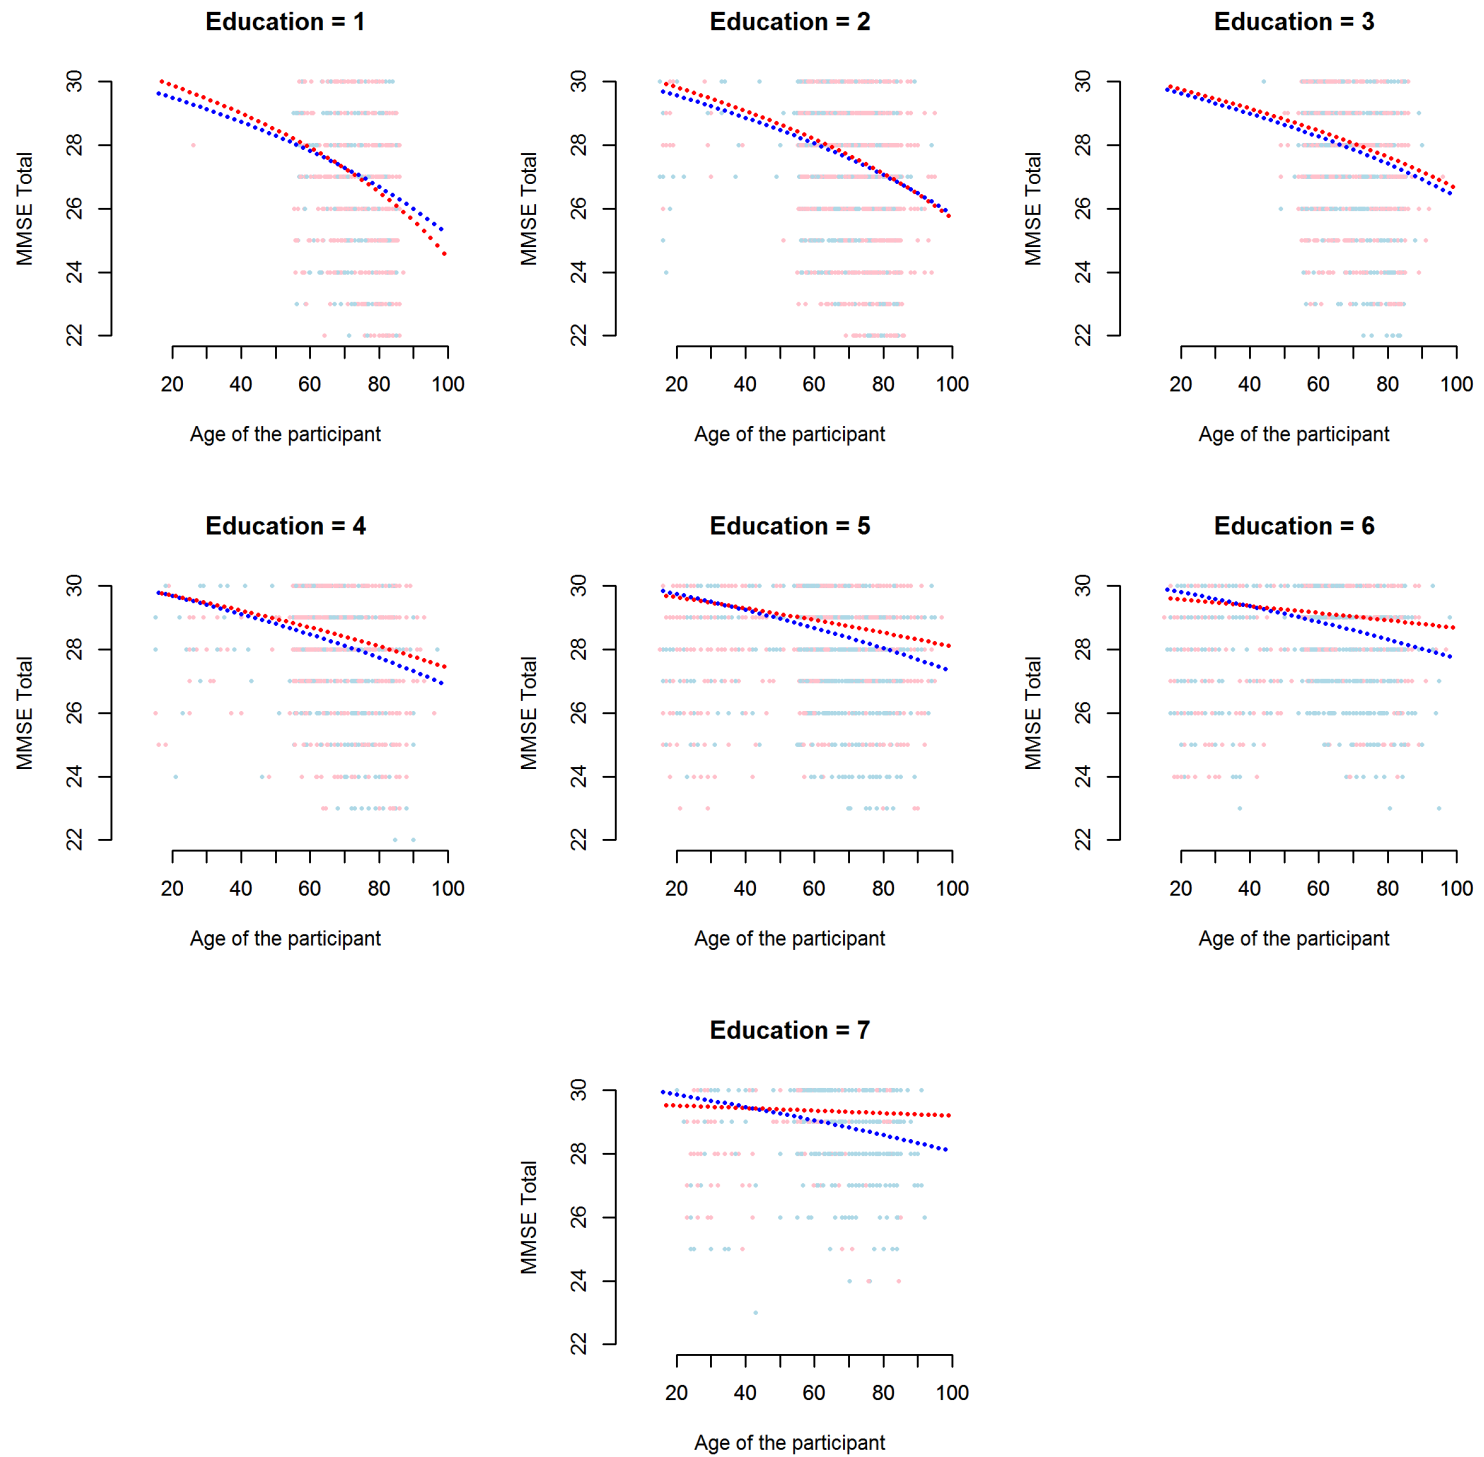 Education = 1
30
28
26
24
22
MMSE Total
20 40 60 80 100
Age of the participant
Education = 2
30
28
26
24
22
MMSE Total
20 40 60 80 100
Age of the participant
Education = 3
30
28
26
24
22
MMSE Total
20 40 60 80 100
Age of the participant
Education = 4
30
28
26
24
22
MMSE Total
20 40 60 80 100
Age of the participant
Education = 5
30
28
26
24
22
MMSE Total
20 40 60 80 100
Age of the participant
Education = 6
30
28
26
24
22
MMSE Total
20 40 60 80 100
Age of the participant
Education = 7
30
28
26
24
22
MMSE Total
20 40 60 80 100
Age of the participant